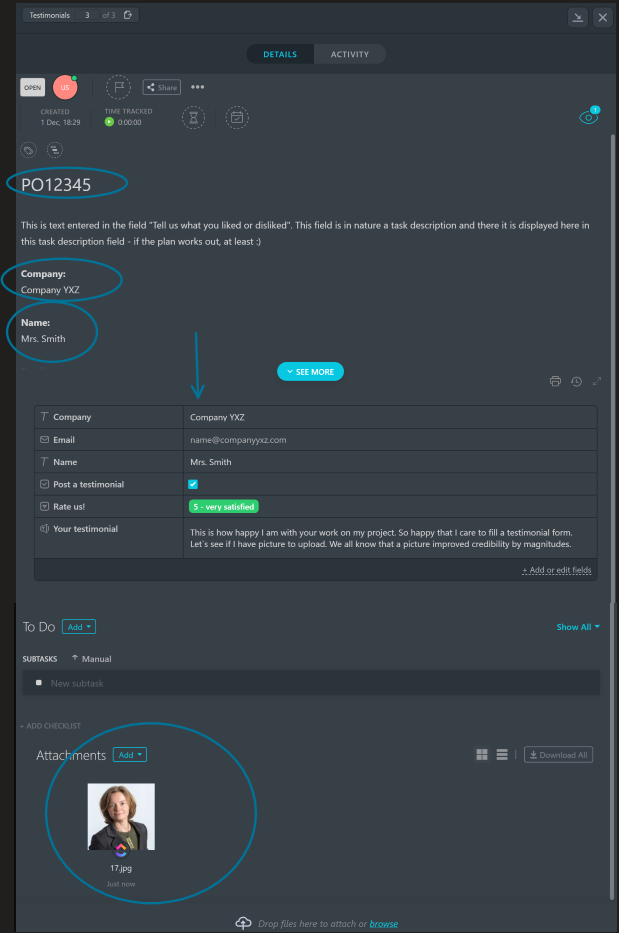 Testimonials 3 of 3
DETAILS ACTIVITY
OPEN US Share •••
CREATED TIME TRACKED
1 Dec, 18:29 0:00:00
1
PO12345
This is text entered in the field "Tell us what you liked or disliked". This field is in nature a task description and there it is displayed here in
this task description field - if the plan works out, at least :)
Company:
Company YXZ
Name:
Mrs. Smith
SEE MORE
Company Company YXZ
Email name@companyyxz.com
Name Mrs. Smith
Post a testimonial
Rate us! 5 - very satisfied
Your testimonial This is how happy I am with your work on my project. So happy that I care to fill a testimonial form.
Let`s see if I have picture to upload. We all know that a picture improved credibility by magnitudes.
+ Add or edit fields
To Do Add Show All
SUBTASKS Manual
New subtask
+ ADD CHECKLIST
Attachments Add Download All
17.jpg
Just now
Drop files here to attach or browse